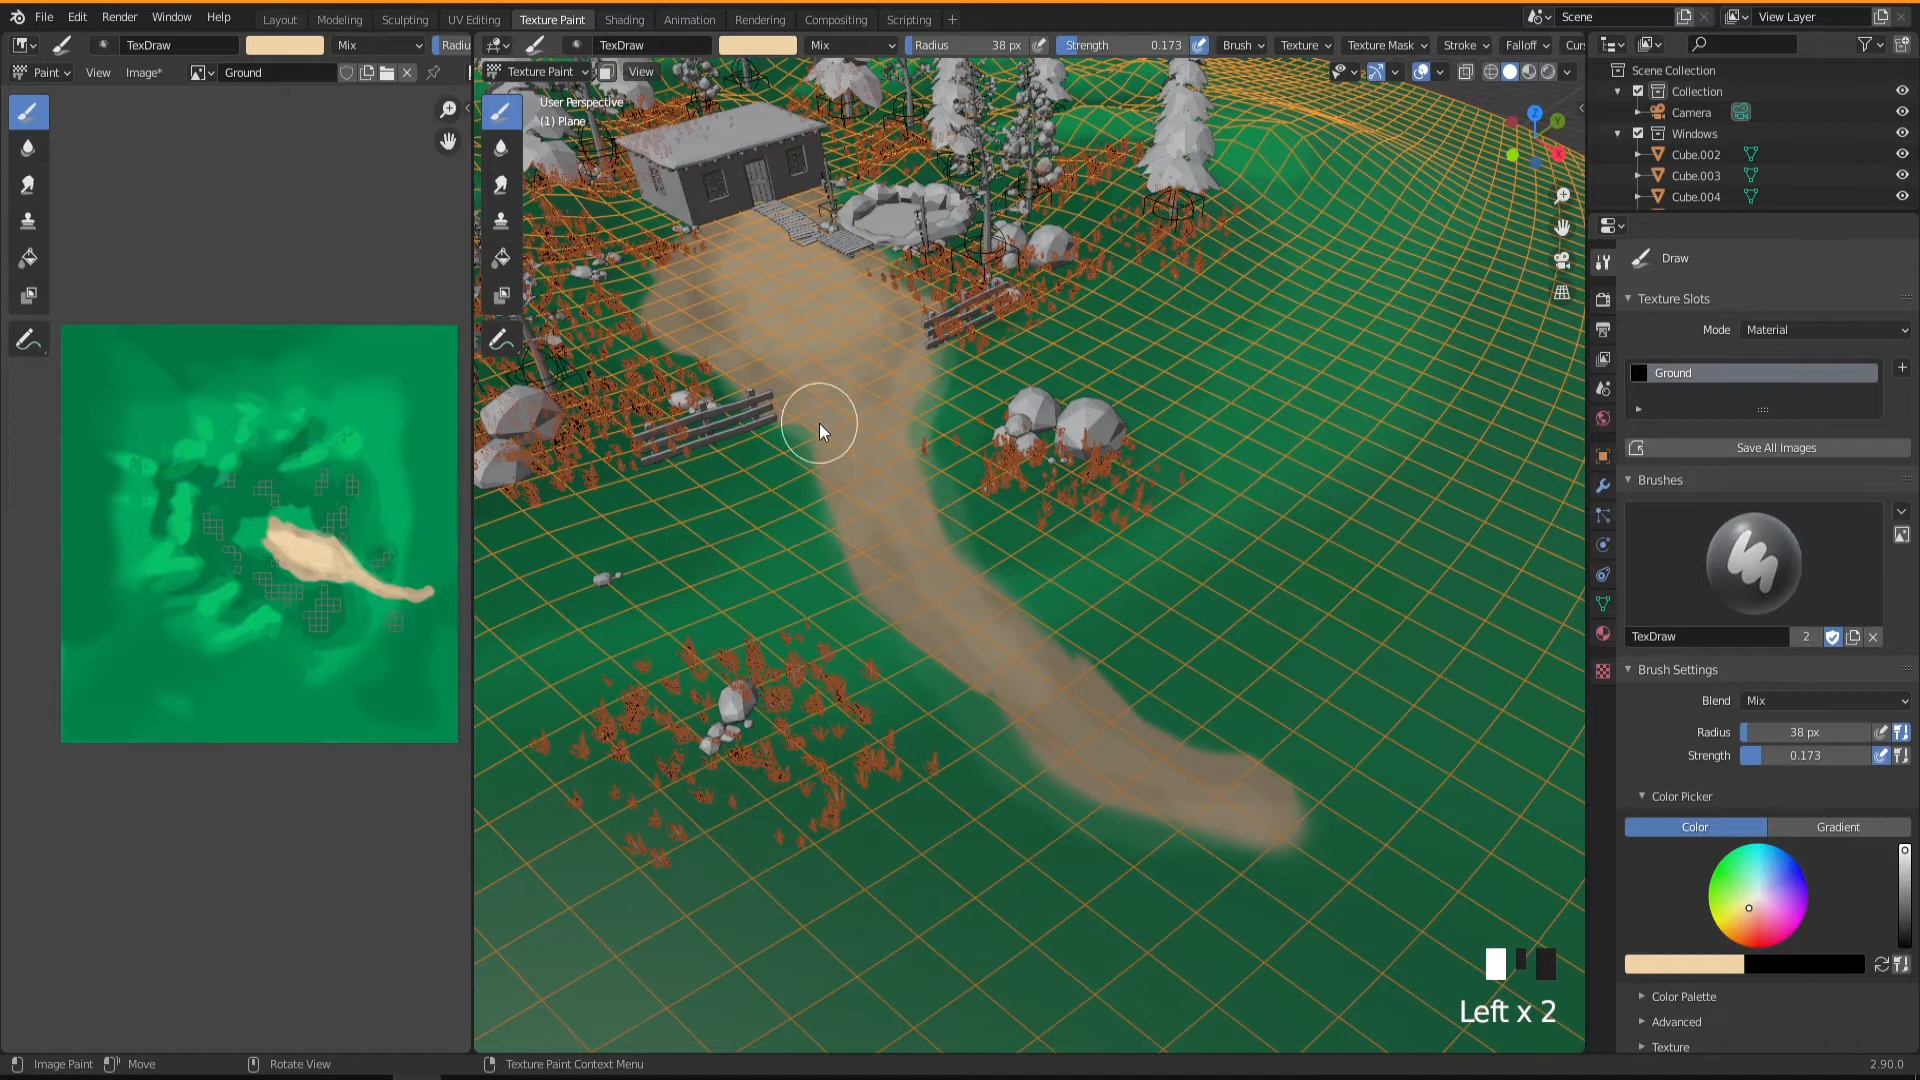 File Edit Render Window Help Layout Modeling Sculpting UV Editing Texture Paint Shading Animation Rendering Compositing Scripting + Scene View Layer
TexDraw Mix Radiu TexDraw Mix Radius 38 px Strength 0.173 Brush Texture Texture Mask Stroke Falloff Cur
Paint View Image* Ground Texture Paint View
Scene Collection
Collection
Camera
Windows
Cube.002
Cube.003
Cube.004
User Perspective
(1) Plane
Z
Y
X
Draw
Texture Slots
Mode Material
Ground
Save All Images
Brushes
TexDraw 2
Brush Settings
Blend Mix
Radius 38 px
Strength 0.173
Color Picker
Color Gradient
Color Palette
Advanced
Texture
Left x 2
Image Paint Move Rotate View Texture Paint Context Menu 2.90.0